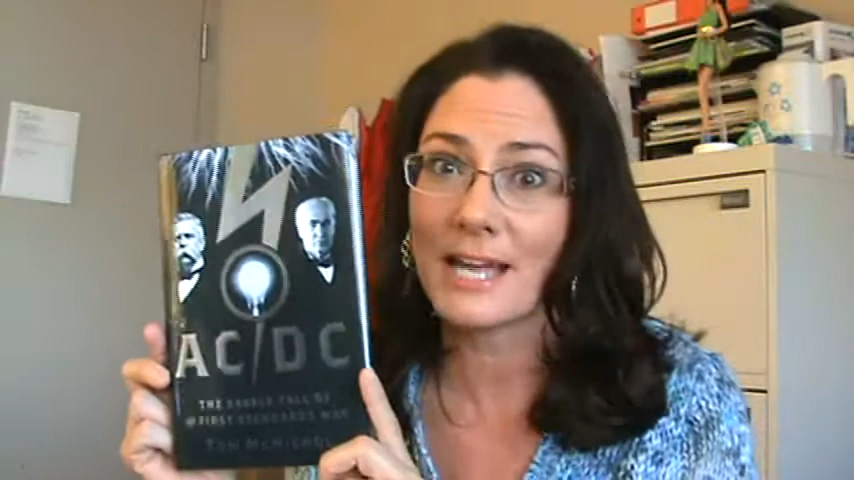 AC/DC
THE SAVAGE TALE OF
THE FIRST STANDARDS WAR
TOM MCNICHOL